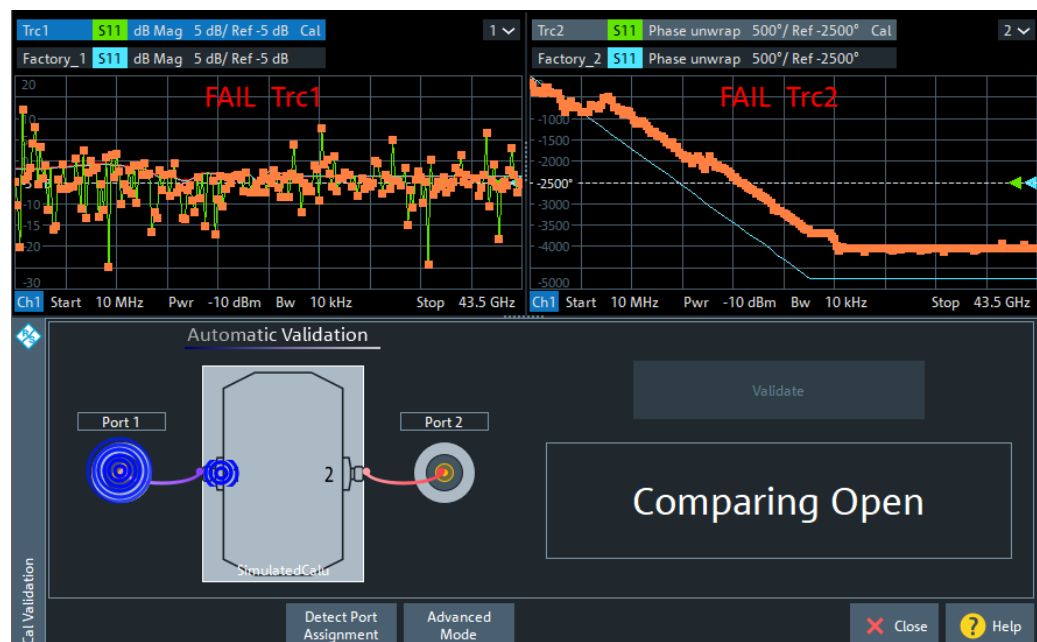 Trc1 S11 dB Mag 5 dB/ Ref -5 dB Cal 1
Factory_1 S11 dB Mag 5 dB/ Ref -5 dB
20
FAIL Trc1
-10
-15
-20
-30
Ch1 Start 10 MHz Pwr -10 dBm Bw 10 kHz Stop 43.5 GHz
Trc2 S11 Phase unwrap 500°/ Ref -2500° Cal 2
Factory_2 S11 Phase unwrap 500°/ Ref -2500°
FAIL Trc2
-1000
-1500
-2000
-2500°
-3000
-3500
-4000
-5000
Ch1 Start 10 MHz Pwr -10 dBm Bw 10 kHz Stop 43.5 GHz
Cal Validation
Automatic Validation
Port 1
Port 2
2
SimulatedCalu
Validate
Comparing Open
Detect Port
Assignment
Advanced
Mode
Close
Help